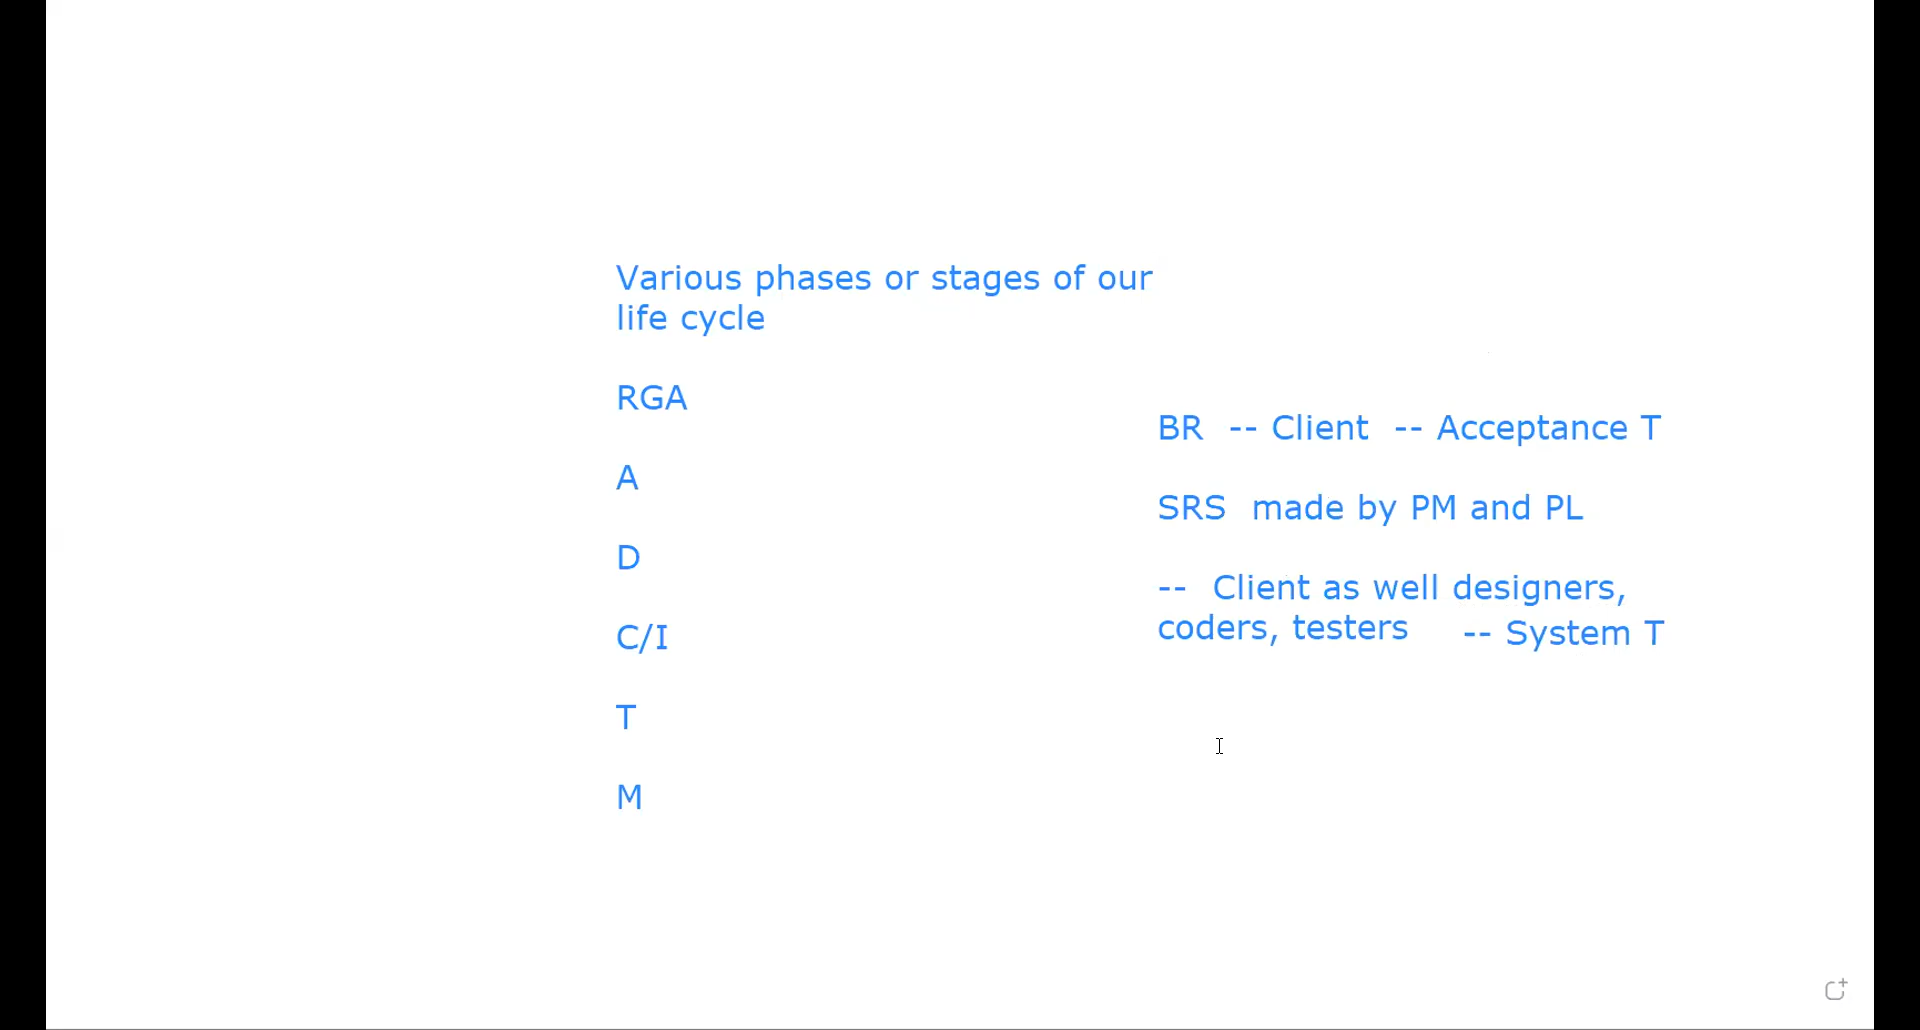 Various phases or stages of our
life cycle
RGA
A
D
C/I
T
M
BR -- Client -- Acceptance T
SRS made by PM and PL
-- Client as well designers,
coders, testers -- System T